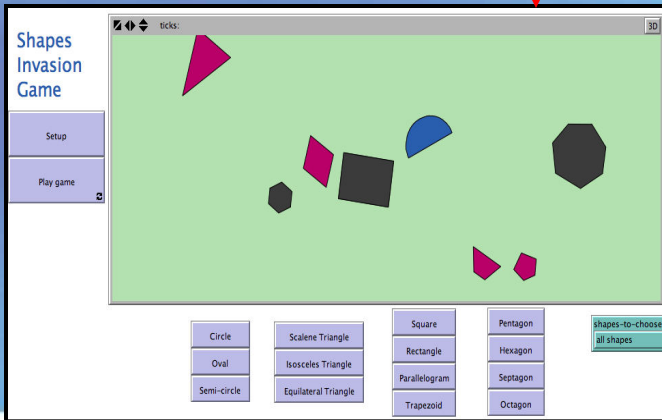 ticks:
3D
Shapes
Invasion
Game
Setup
Play game
Circle
Oval
Semi-circle
Scalene Triangle
Isosceles Triangle
Equilateral Triangle
Square
Rectangle
Parallelogram
Trapezoid
Pentagon
Hexagon
Septagon
Octagon
shapes-to-choose
all shapes